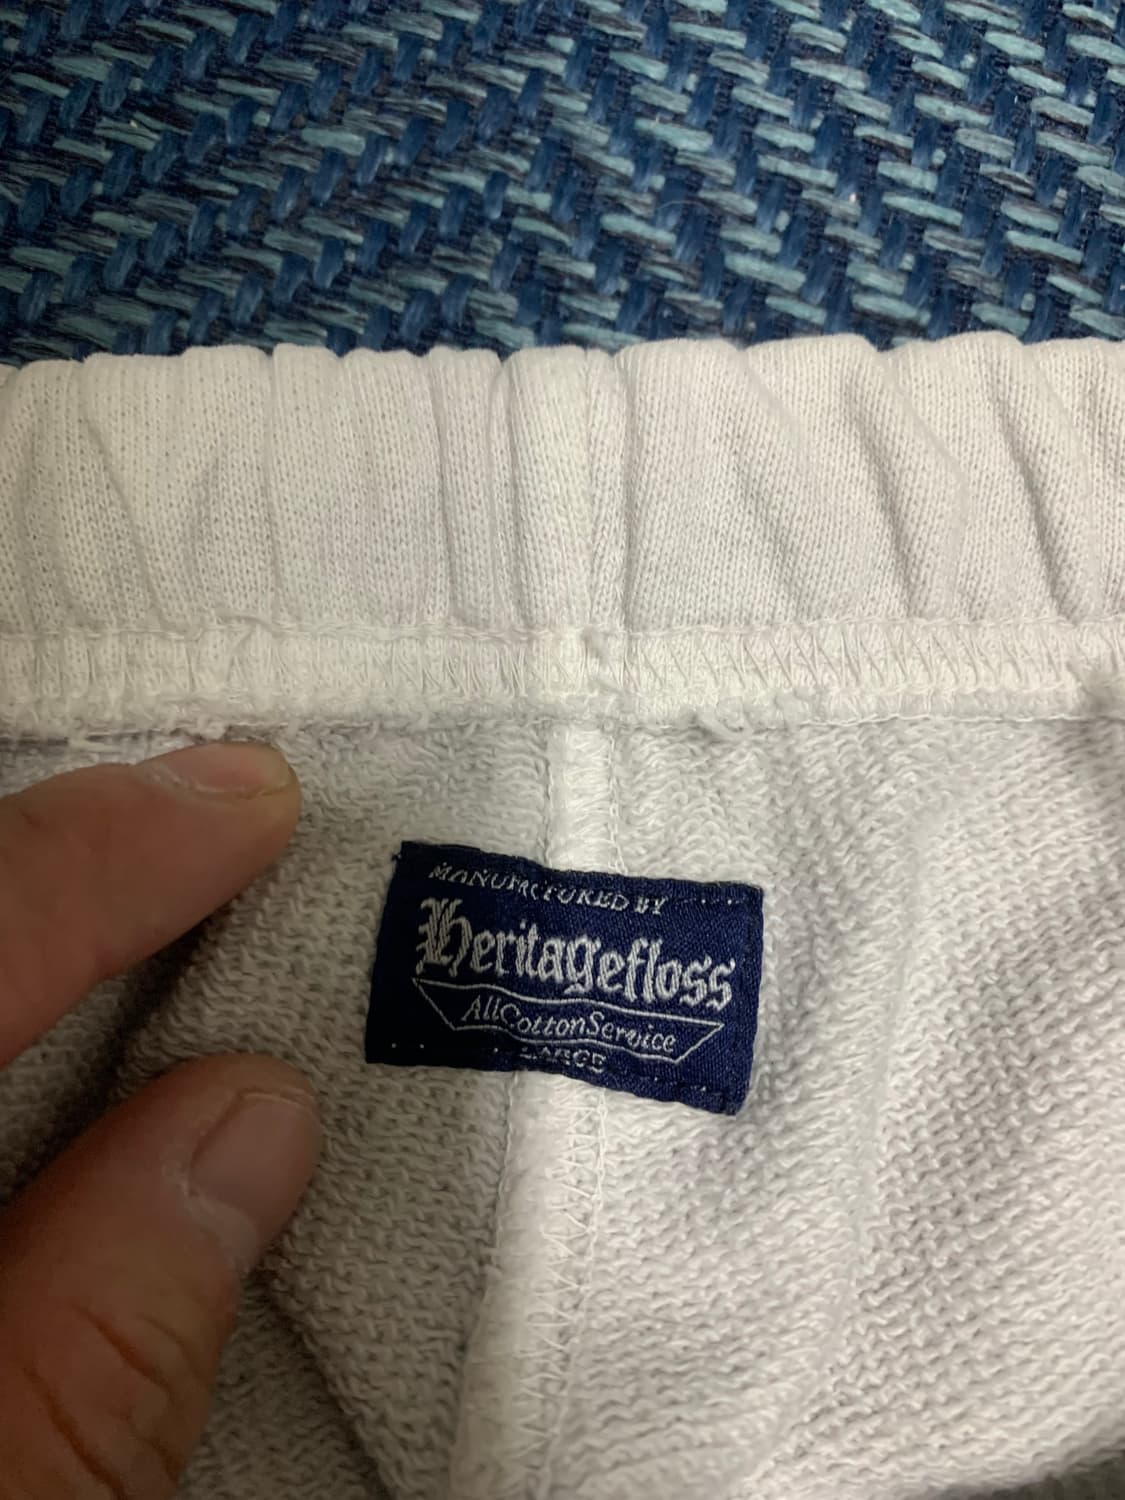 MANUFACTURED BY
Heritagefloss
AllCottonService
LARGE